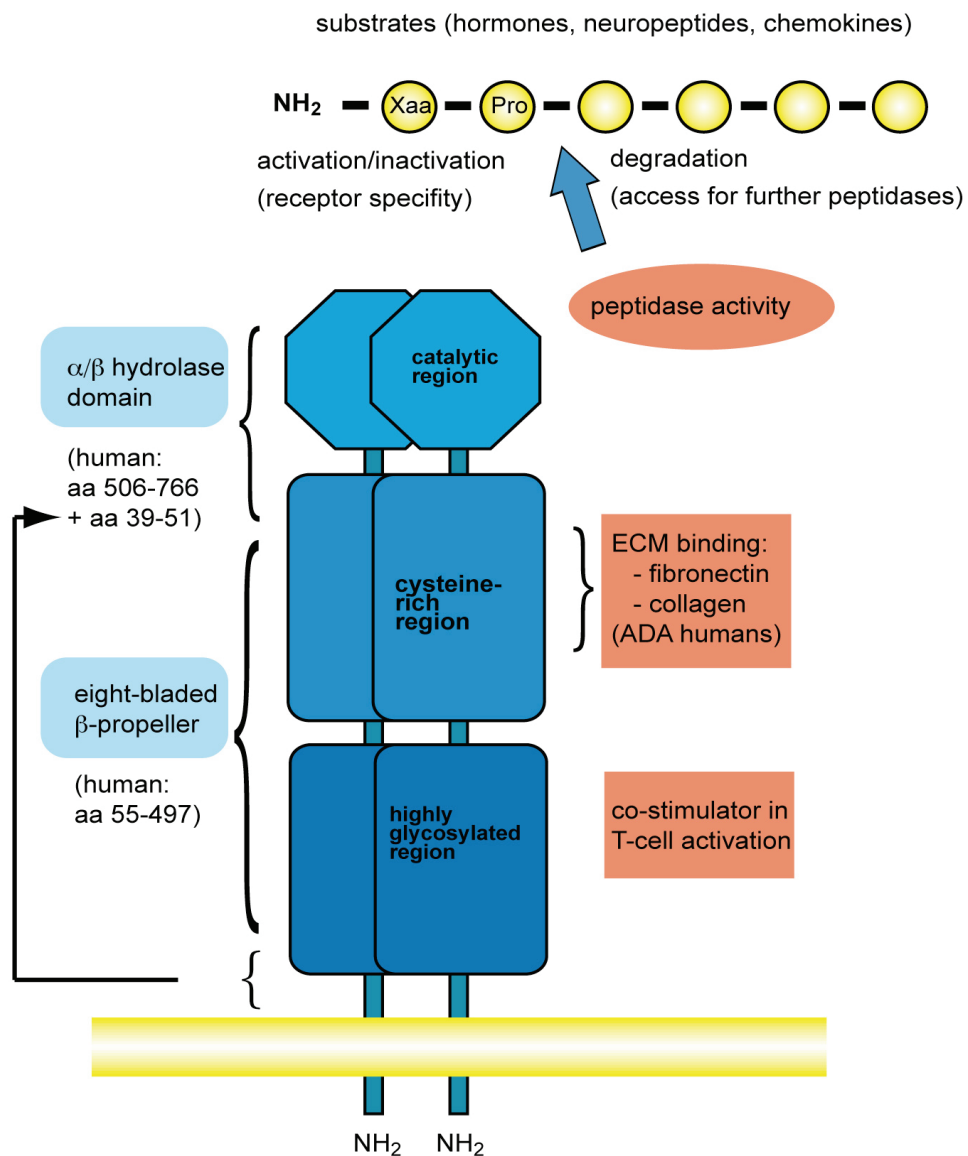 substrates (hormones, neuropeptides, chemokines)
NH2
Xaa
Pro
activation/inactivation
(receptor specifity)
degradation
(access for further peptidases)
peptidase activity
α/β hydrolase
domain
(human:
aa 506-766
+ aa 39-51)
catalytic
region
cysteine-
rich
region
ECM binding:
- fibronectin
- collagen
(ADA humans)
eight-bladed
β-propeller
(human:
aa 55-497)
highly
glycosylated
region
co-stimulator in
T-cell activation
NH2
NH2